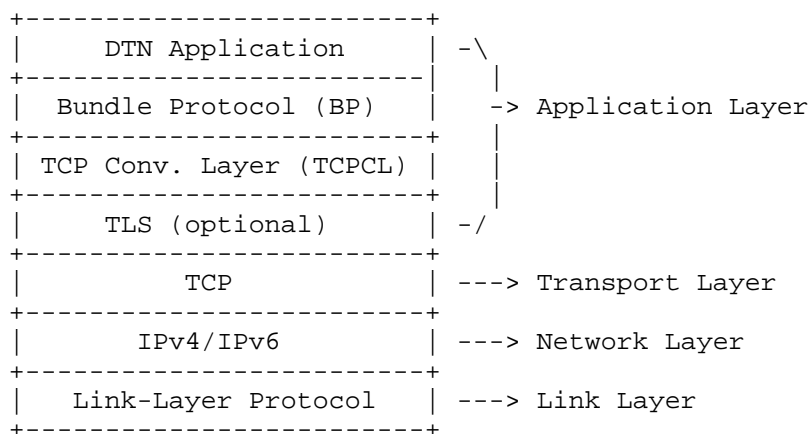 +-------------------------+
|     DTN Application     | -\
+-------------------------|   |
|  Bundle Protocol (BP)   |   -> Application Layer
+-------------------------+   |
| TCP Conv. Layer (TCPCL) |   |
+-------------------------+   |
|     TLS (optional)      | -/
+-------------------------+
|          TCP            | ---> Transport Layer
+-------------------------+
|       IPv4/IPv6         | ---> Network Layer
+-------------------------+
|   Link-Layer Protocol   | ---> Link Layer
+-------------------------+